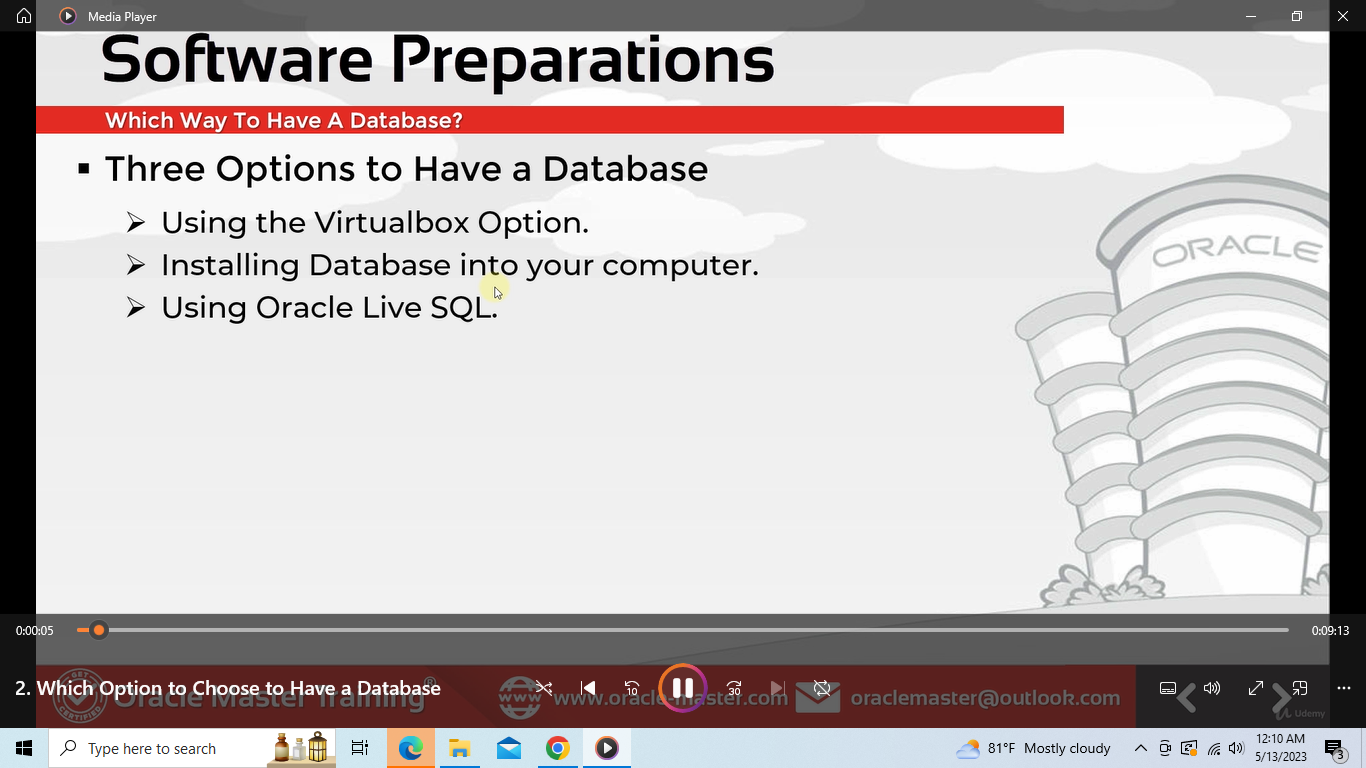 Media Player
Software Preparations
Which Way To Have A Database?
Three Options to Have a Database
Using the Virtualbox Option.
Installing Database into your computer.
Using Oracle Live SQL.
ORACLE
0:00:05
0:09:13
2. Which Option to Choose to Have a Database
10
30
GET CERTIFIED
Oracle Master Training®
www.oracle-master.com
oraclemaster@outlook.com
Udemy
Type here to search
81°F Mostly cloudy
12:10 AM
5/13/2023
3